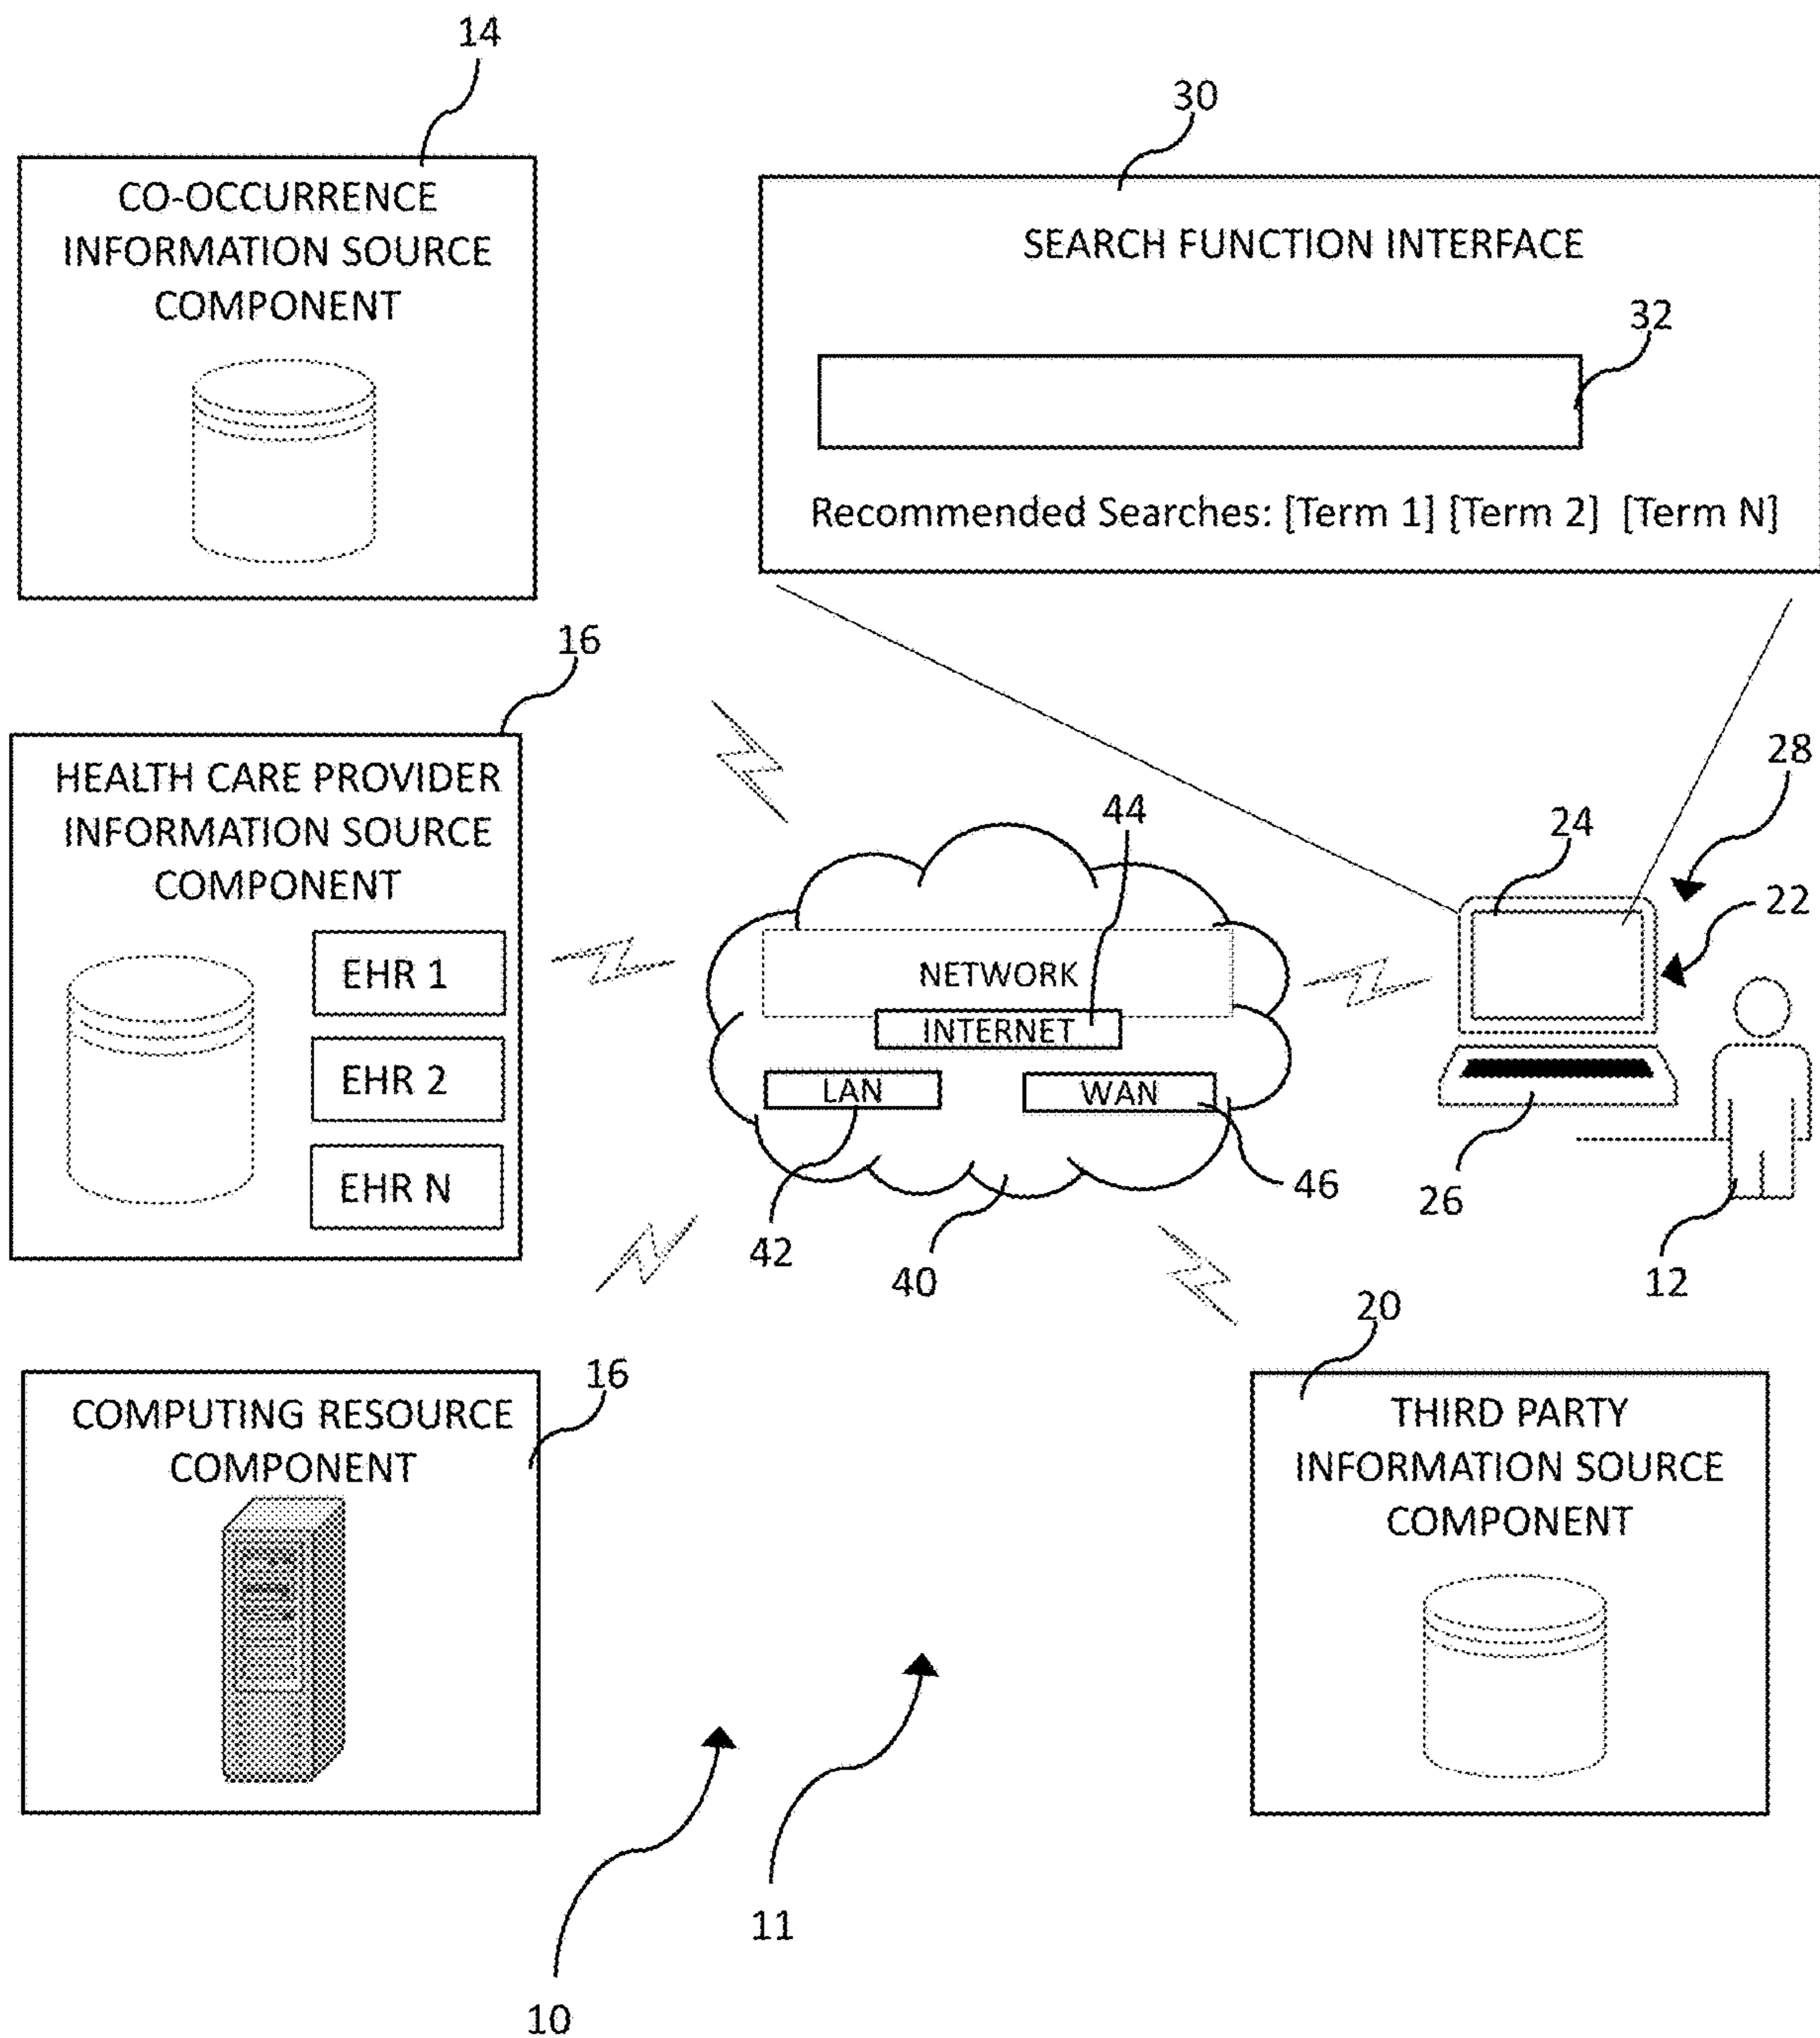 14
30
CO-OCCURRENCE
INFORMATION SOURCE
COMPONENT
SEARCH FUNCTION INTERFACE
32
Recommended Searches: [Term 1] [Term 2] [Term N]
16
HEALTH CARE PROVIDER
INFORMATION SOURCE
COMPONENT
EHR 1
EHR 2
EHR N
44
NETWORK
INTERNET
LAN
WAN
42
40
46
28
24
22
26
12
16
COMPUTING RESOURCE
COMPONENT
20
THIRD PARTY
INFORMATION SOURCE
COMPONENT
11
10